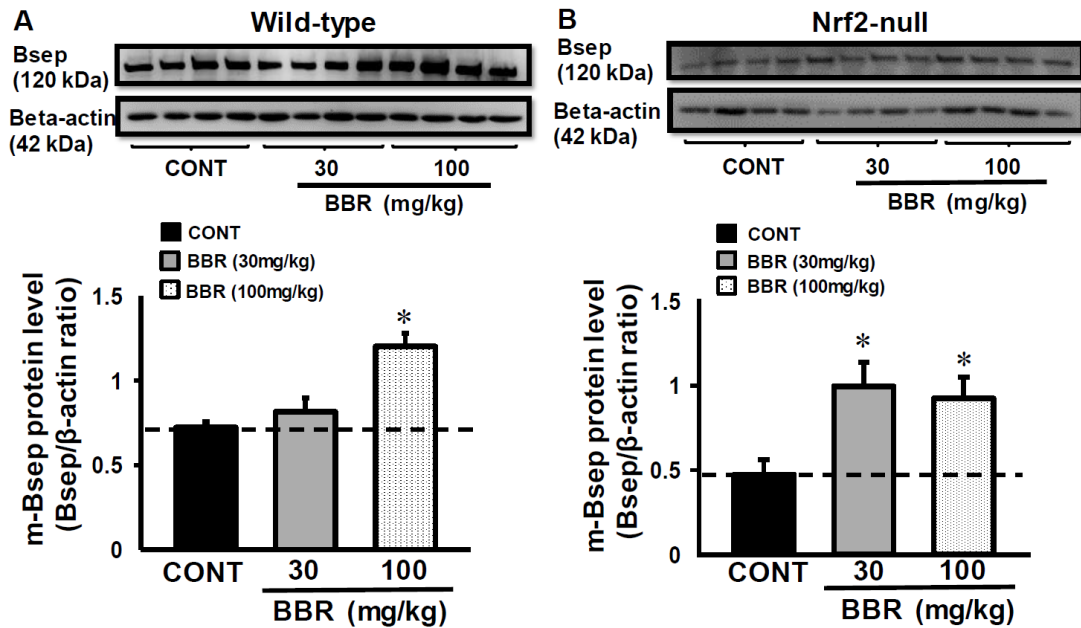 A
Wild-type
Bsep
(120 kDa)
Beta-actin
(42 kDa)
CONT
30
100
BBR (mg/kg)
CONT
BBR (30mg/kg)
BBR (100mg/kg)
m-Bsep protein level
(Bsep/β-actin ratio)
1.5
1
0.5
0
*
CONT
30
100
BBR (mg/kg)
B
Nrf2-null
Bsep
(120 kDa)
Beta-actin
(42 kDa)
CONT
30
100
BBR (mg/kg)
CONT
BBR (30mg/kg)
BBR (100mg/kg)
m-Bsep protein level
(Bsep/β-actin ratio)
1.5
1
0.5
0
*
*
CONT
30
100
BBR (mg/kg)